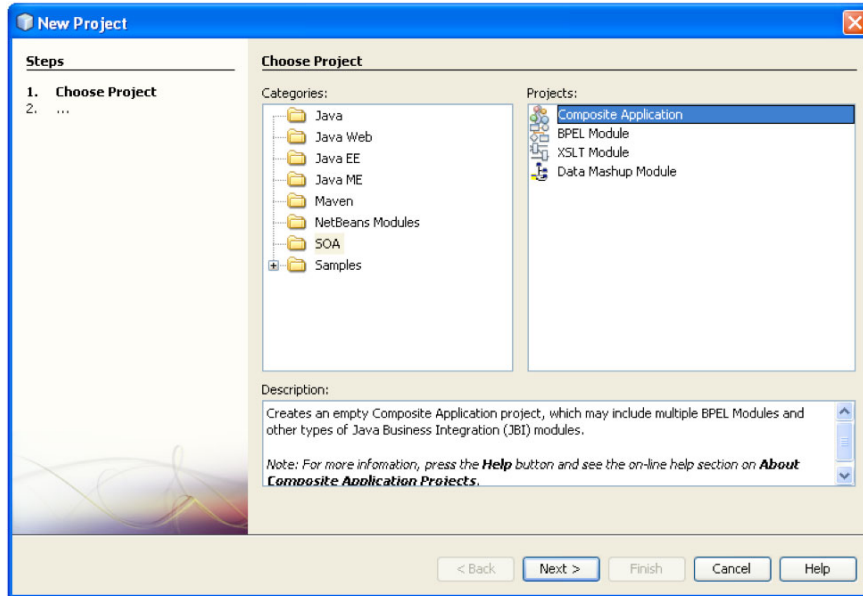 New Project
Steps
1. Choose Project
2. ...
Choose Project
Categories:
Java
Java Web
Java EE
Java ME
Maven
NetBeans Modules
SOA
Samples
Projects:
Composite Application
BPEL Module
XSLT Module
Data Mashup Module
Description:
Creates an empty Composite Application project, which may include multiple BPEL Modules and
other types of Java Business Integration (JBI) modules.
Note: For more infomation, press the Help button and see the on-line help section on About
Composite Application Projects.
< Back
Next >
Finish
Cancel
Help